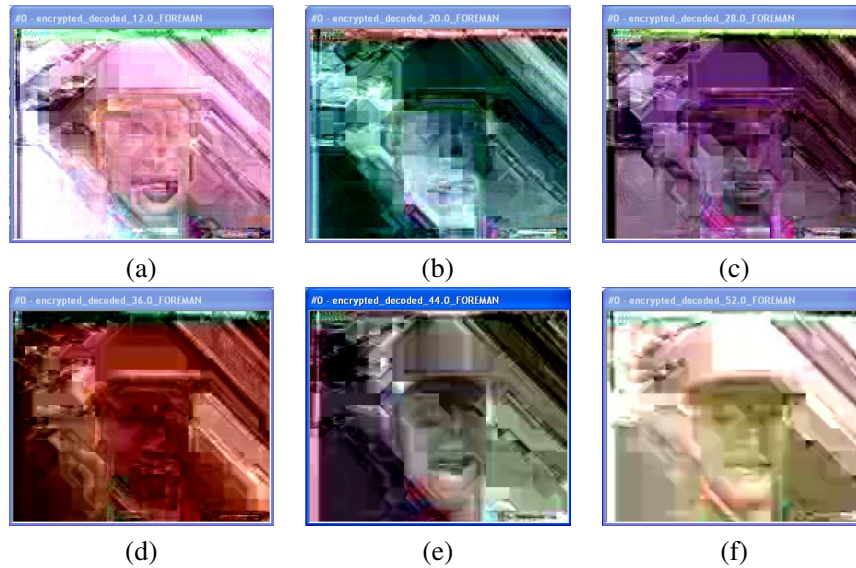 #0 - encrypted_decoded_12.0_FOREMAN
#0 - encrypted_decoded_20.0_FOREMAN
#0 - encrypted_decoded_28.0_FOREMAN
(a)
(b)
(c)
#0 - encrypted_decoded_36.0_FOREMAN
#0 - encrypted_decoded_44.0_FOREMAN
#0 - encrypted_decoded_52.0_FOREMAN
(d)
(e)
(f)